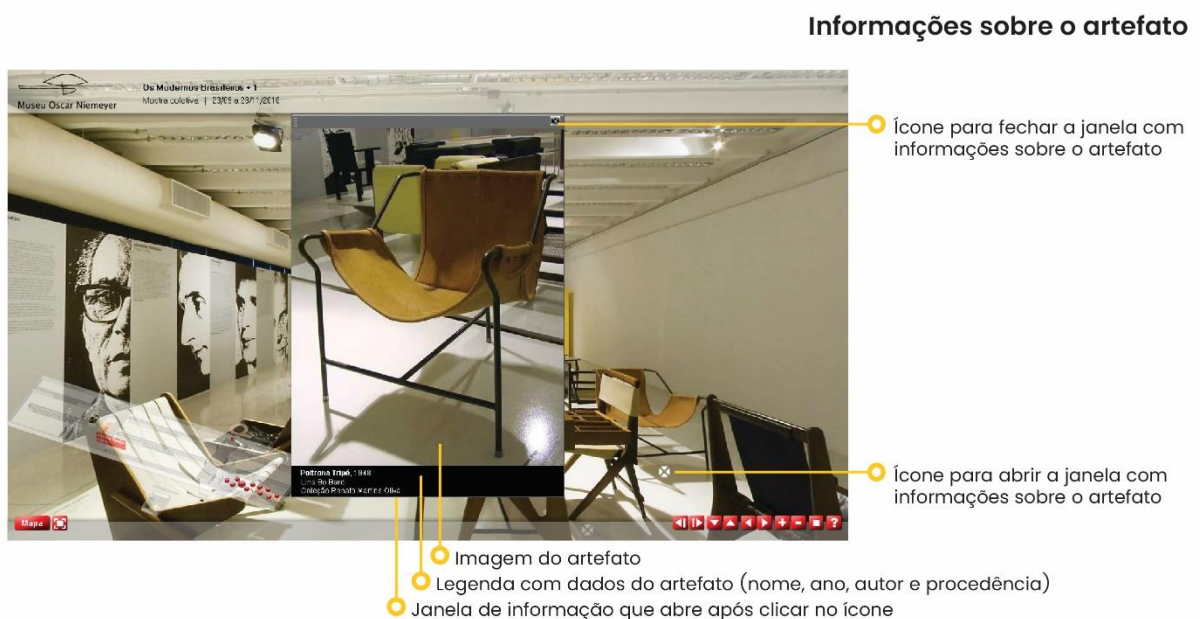 Informações sobre o artefato
Museu Oscar Niemeyer
Os Modernos Brasileiros + 1
Mostra coletiva | 23/09 a 28/11/2010
Ícone para fechar a janela com
informações sobre o artefato
Poltrona Tripé, 1948
Lina Bo Bardi
Coleção Renato Martins Oliva
Ícone para abrir a janela com
informações sobre o artefato
Mapa
?
Imagem do artefato
Legenda com dados do artefato (nome, ano, autor e procedência)
Janela de informação que abre após clicar no ícone